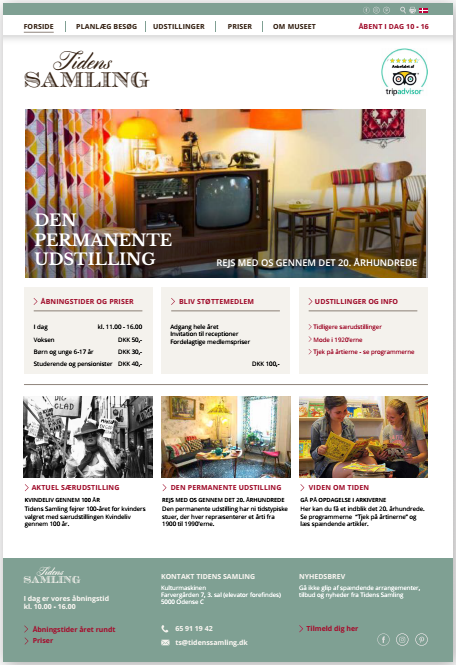 FORSIDE PLANLÆG BESØG UDSTILLINGER PRISER OM MUSEET ÅBENT I DAG 10 - 16
Tidens
SAMLING
Anbefalet af
tripadvisor
DEN
PERMANENTE
UDSTILLING
REJS MED OS GENNEM DET 20. ÅRHUNDREDE
ÅBNINGSTIDER OG PRISER
I dag kl. 11.00 - 16.00
Voksen DKK 50,-
Børn og unge 6-17 år DKK 30,-
Studerende og pensionister DKK 40,-
BLIV STØTTEMEDLEM
Adgang hele året
Invitation til receptioner
Fordelagtige medlemspriser
DKK 100,-
UDSTILLINGER OG INFO
Tidligere særudstillinger
Mode i 1920'erne
Tjek på årtierne - se programmerne
DIG
GLAD
AKTUEL SÆRUDSTILLING
KVINDELIV GENNEM 100 ÅR
Tidens Samling fejrer 100-året for kvinders
valgret med særudstillingen Kvindeliv
gennem 100 år.
DEN PERMANENTE UDSTILLING
REJS MED OS GENNEM DET 20. ÅRHUNDREDE
Den permanente udstilling har ni tidstypiske
stuer, der hver repræsenterer et årti fra
1900 til 1990'erne.
VIDEN OM TIDEN
GÅ PÅ OPDAGELSE I ARKIVERNE
Her kan du få et indblik det 20. århundrede.
Se programmerne "Tjek på årtinerne" og
læs spændende artikler.
Tidens
SAMLING
I dag er vores åbningstid
kl. 10.00 - 16.00
Åbningstider året rundt
Priser
KONTAKT TIDENS SAMLING
Kulturmaskinen
Farvergården 7, 3. sal (elevator forefindes)
5000 Odense C
65 91 19 42
ts@tidenssamling.dk
NYHEDSBREV
Gå ikke glip af spændende arrangementer,
tilbud og nyheder fra Tidens Samling
Tilmeld dig her